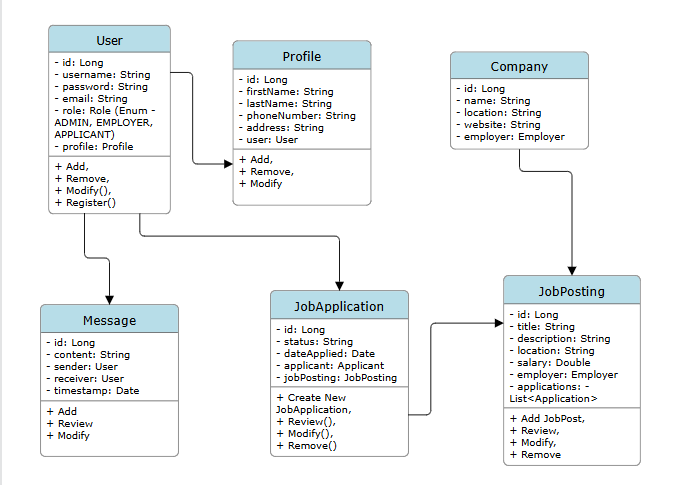 User
- id: Long
- username: String
- password: String
- email: String
- role: Role (Enum -
ADMIN, EMPLOYER,
APPLICANT)
- profile: Profile
+ Add,
+ Remove,
+ Modify(),
+ Register()
Profile
- id: Long
- firstName: String
- lastName: String
- phoneNumber: String
- address: String
- user: User
+ Add,
+ Remove,
+ Modify
Company
- id: Long
- name: String
- location: String
- website: String
- employer: Employer
Message
- id: Long
- content: String
- sender: User
- receiver: User
- timestamp: Date
+ Add
+ Review
+ Modify
JobApplication
- id: Long
- status: String
- dateApplied: Date
- applicant: Applicant
- jobPosting: JobPosting
+ Create New
JobApplication,
+ Review(),
+ Modify(),
+ Remove()
JobPosting
- id: Long
- title: String
- description: String
- location: String
- salary: Double
- employer: Employer
- applications: -
List<Application>
+ Add JobPost,
+ Review,
+ Modify,
+ Remove